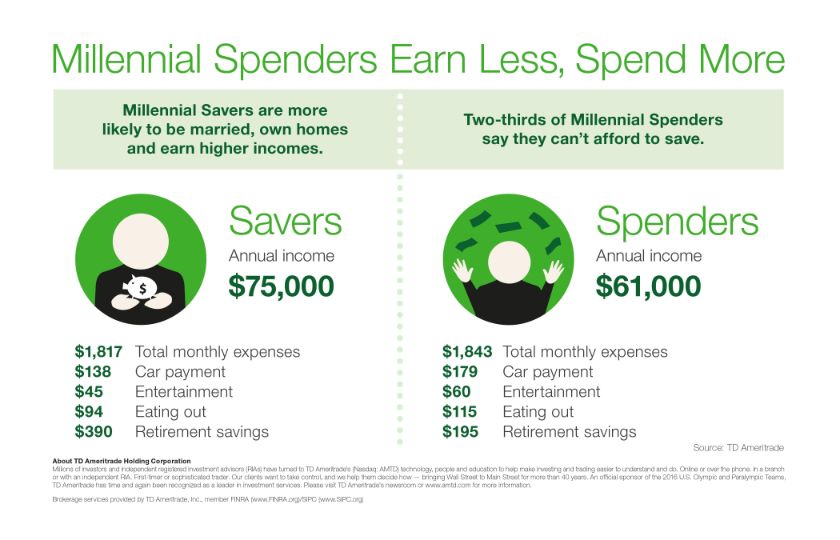 Millennial Spenders Earn Less, Spend More
Millennial Savers are more
likely to be married, own homes
and earn higher incomes.
Two-thirds of Millennial Spenders
say they can't afford to save.
Savers
Annual income
$75,000
$
Spenders
Annual income
$61,000
$1,817 Total monthly expenses
$138 Car payment
$45 Entertainment
$94 Eating out
$390 Retirement savings
$1,843 Total monthly expenses
$179 Car payment
$60 Entertainment
$115 Eating out
$195 Retirement savings
Source: TD Ameritrade
About TD Ameritrade Holding Corporation
Millions of investors and independent registered investment advisors (RIAs) have turned to TD Ameritrade's (Nasdaq: AMTD) technology, people and education to help make investing and trading easier to understand and do. Online or over the phone. In a branch
or with an independent RIA. First-timer or sophisticated trader. Our clients want to take control, and we help them decide how — bringing Wall Street to Main Street for more than 40 years. An official sponsor of the 2016 U.S. Olympic and Paralympic Teams,
TD Ameritrade has time and again been recognized as a leader in investment services. Please visit TD Ameritrade's newsroom or www.amtd.com for more information.
Brokerage services provided by TD Ameritrade, Inc., member FINRA (www.FINRA.org)/SIPC (www.SIPC.org)